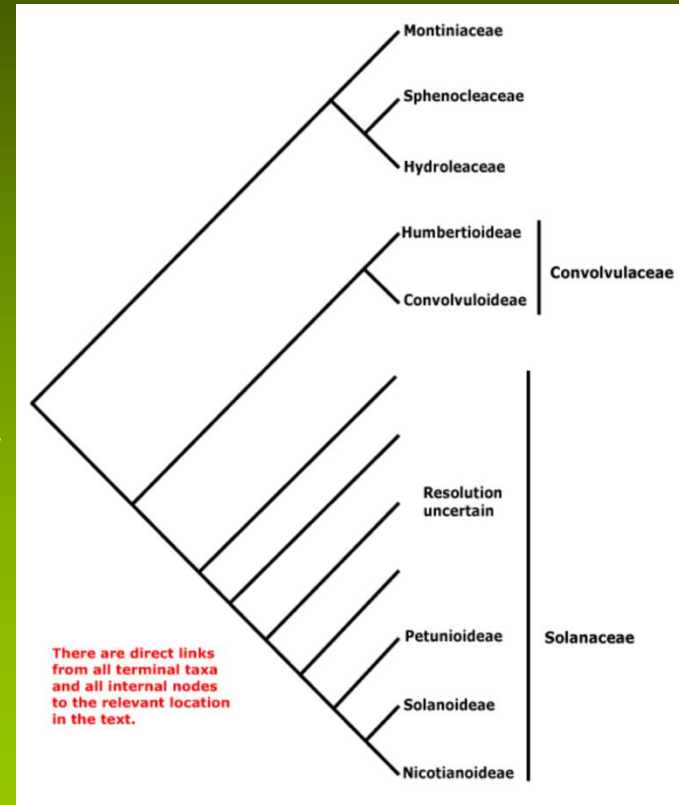 Montiniaceae
Sphenocleaceae
Hydroleaceae
Humbertioideae
Convolvulaceae
Convolvuloideae
Resolution
uncertain
Petunioideae
Solanaceae
There are direct links
from all terminal taxa
and all internal nodes
to the relevant location
in the text.
Solanoideae
Nicotianoideae